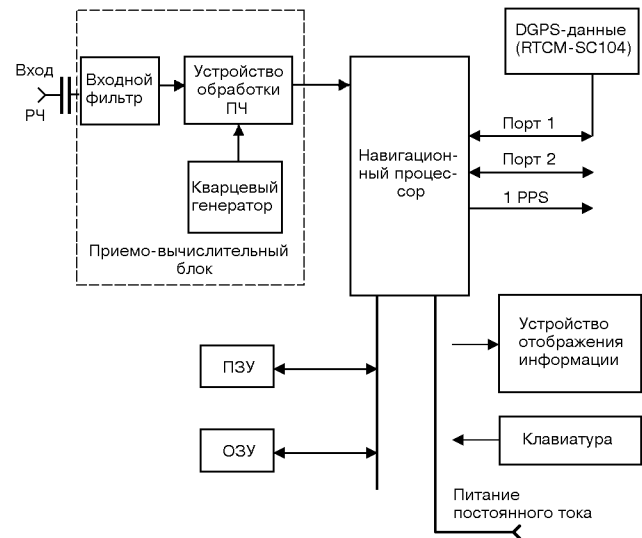 DGPS-данные
(RTCM-SC104)
Вход
РЧ
Входной
фильтр
Устройство
обработки
ПЧ
Навигацион-
ный процес-
сор
Порт 1
Порт 2
1 PPS
Кварцевый
генератор
Приемо-вычислительный
блок
Устройство
отображения
информации
ПЗУ
ОЗУ
Клавиатура
Питание
постоянного тока